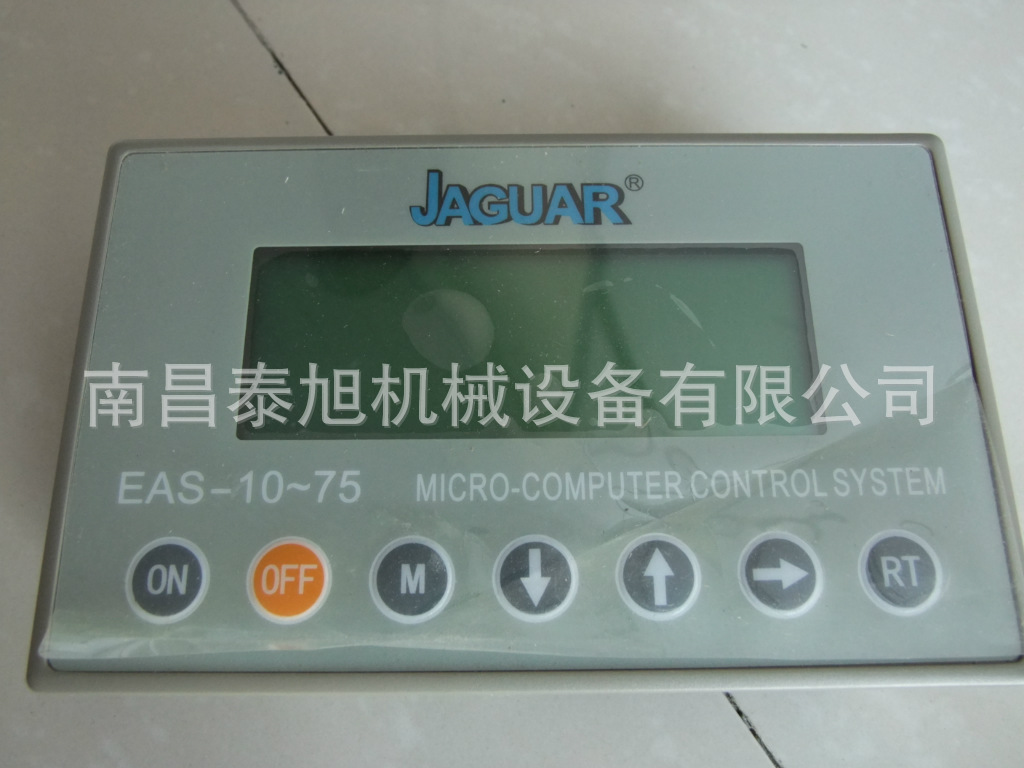 JAGUAR®
南昌泰旭机械设备有限公司
EAS-10~75 MICRO-COMPUTER CONTROL SYSTEM
ON OFF M ↓ ↑ → RT